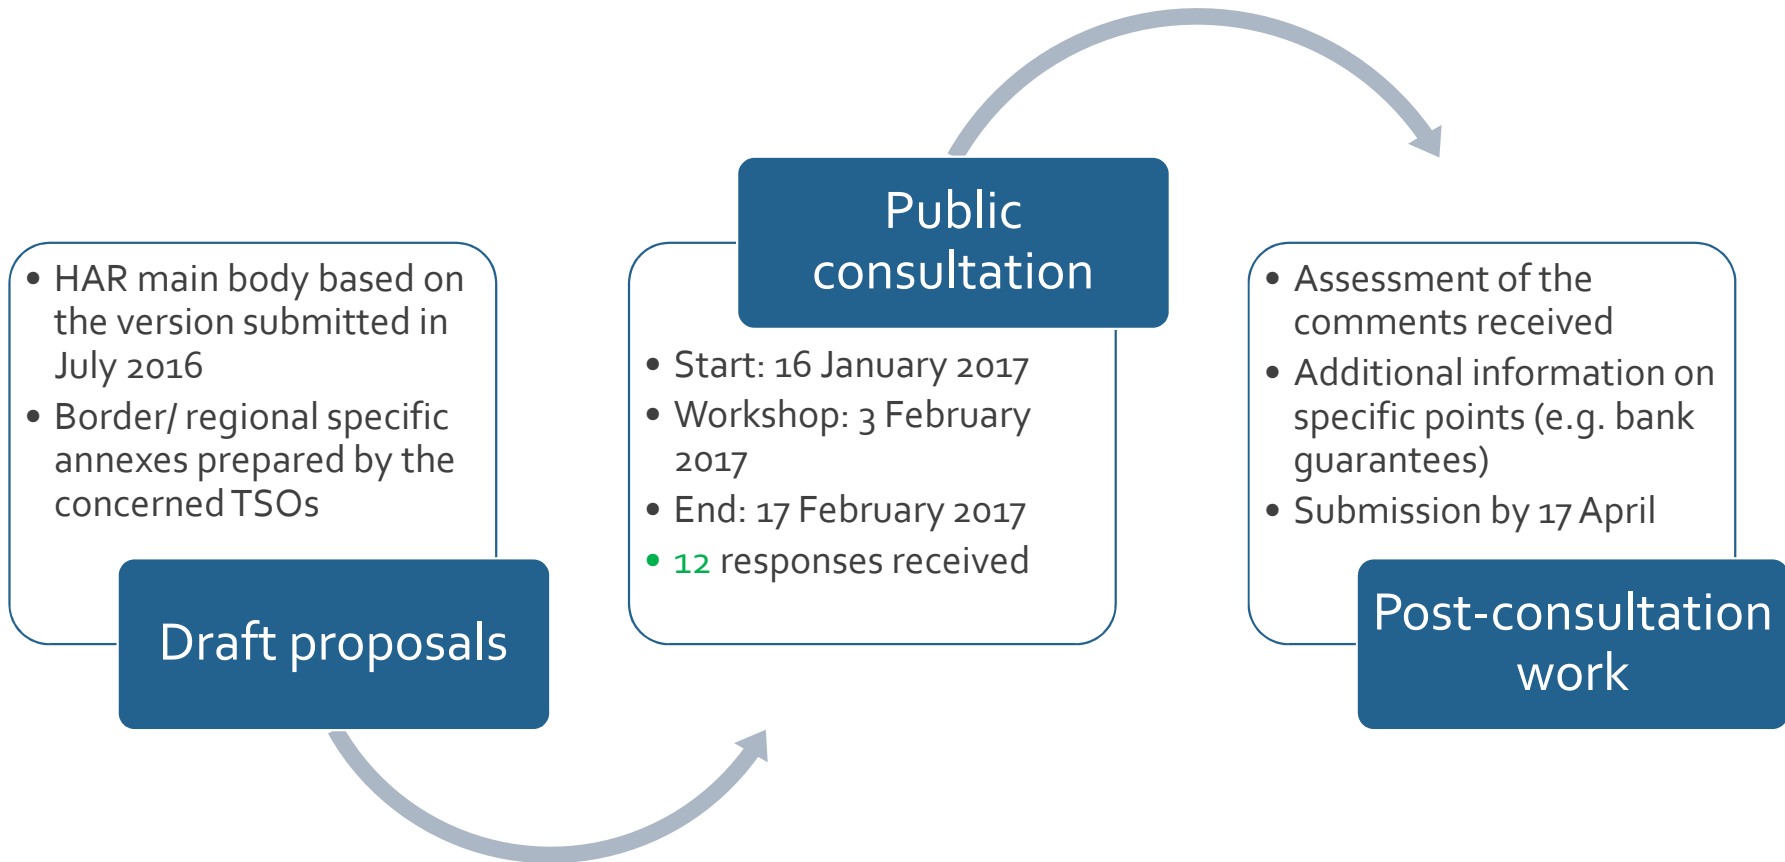 • HAR main body based on
the version submitted in
July 2016
• Border/ regional specific
annexes prepared by the
concerned TSOs
Draft proposals
Public
consultation
• Start: 16 January 2017
• Workshop: 3 February
2017
• End: 17 February 2017
• 12 responses received
• Assessment of the
comments received
• Additional information on
specific points (e.g. bank
guarantees)
• Submission by 17 April
Post-consultation
work